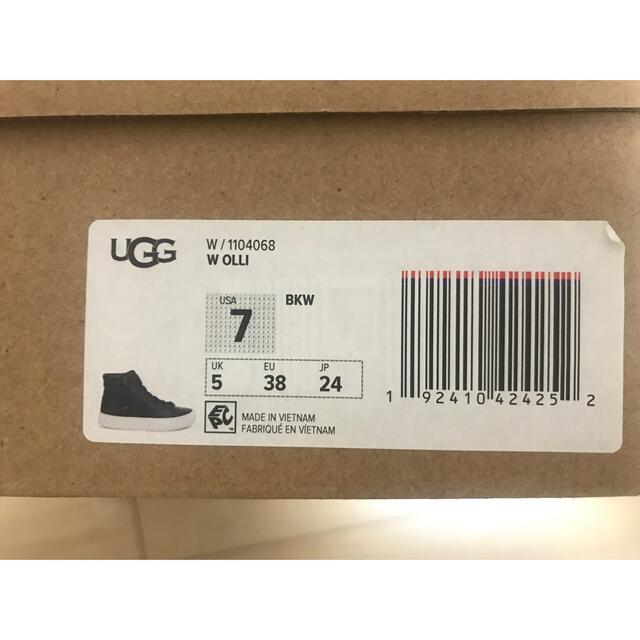 UGG
W / 1104068
W OLLI
USA
7
BKW
UK EU JP
5 38 24
EPC
MADE IN VIETNAM
FABRIQUÉ EN VIETNAM
1 92410 42425 2